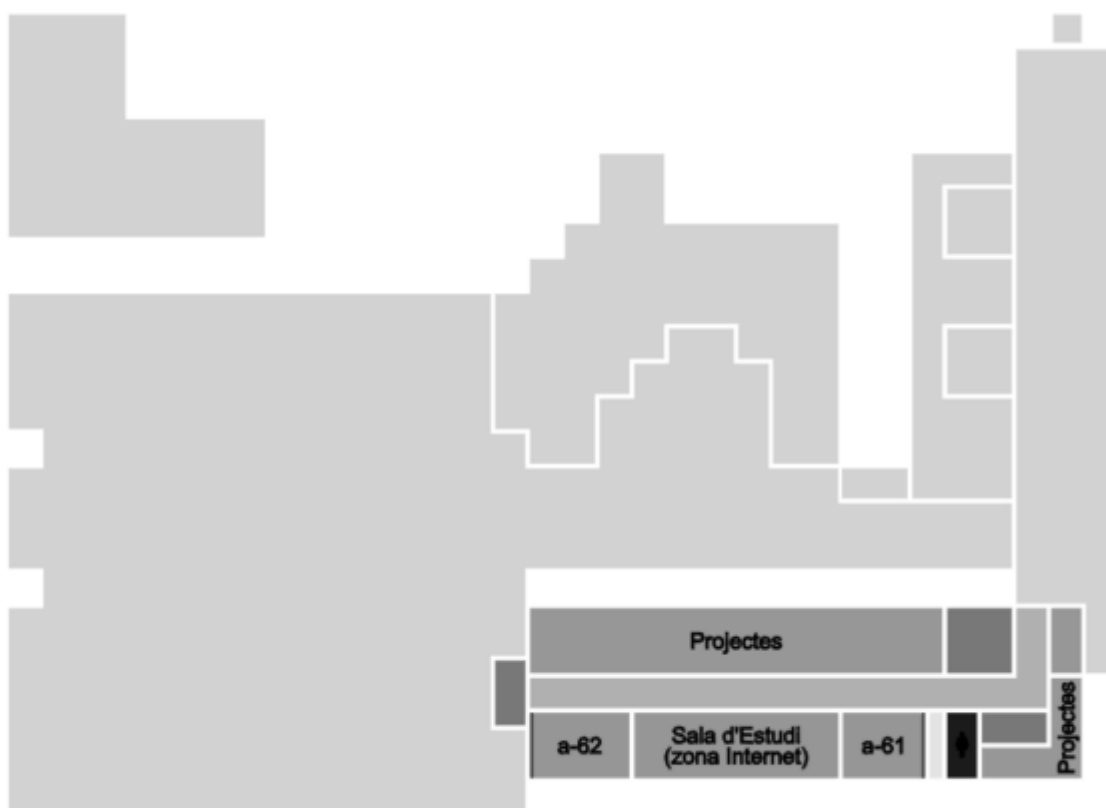 Projectes
a-62
Sala d'Estudi
(zona Internet)
a-61
Projectes